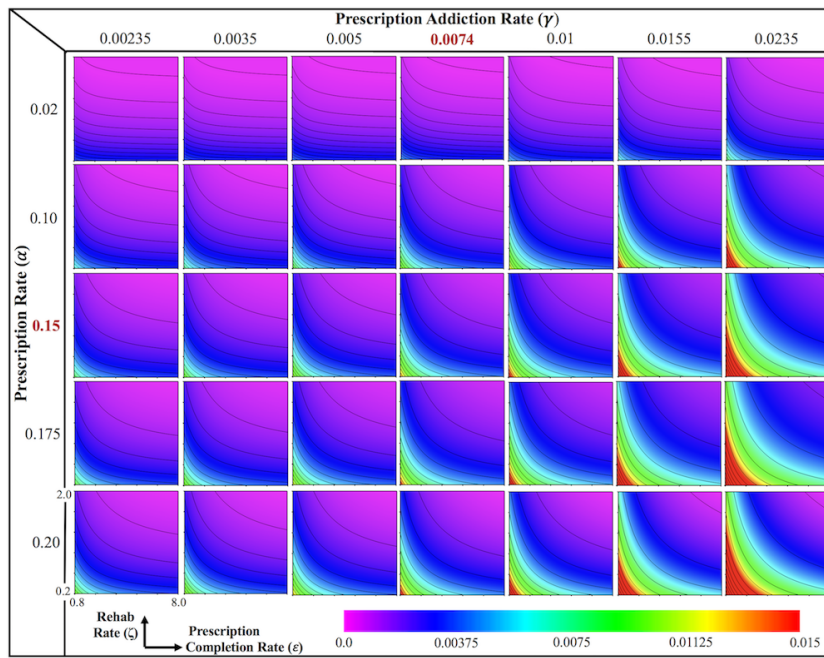 Prescription Addiction Rate (γ)
0.00235 0.0035 0.005 0.0074 0.01 0.0155 0.0235
Prescription Rate (α)
0.02
0.10
0.15
0.175
0.20
2.0
0.2
0.8 8.0
Rehab
Rate (ζ)
Prescription
Completion Rate (ε)
0.0 0.00375 0.0075 0.01125 0.015